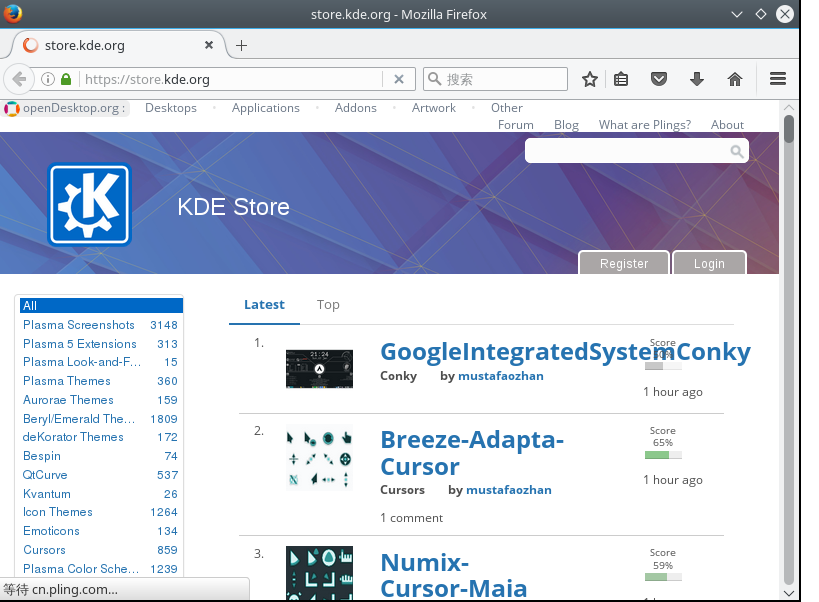 store.kde.org - Mozilla Firefox
store.kde.org
https://store.kde.org
搜索
openDesktop.org :
Desktops
Applications
Addons
Artwork
Other
Forum
Blog
What are Plings?
About
KDE Store
Register
Login
All
Plasma Screenshots 3148
Plasma 5 Extensions 313
Plasma Look-and-F... 15
Plasma Themes 360
Aurorae Themes 159
Beryl/Emerald The... 1809
deKorator Themes 172
Bespin 74
QtCurve 537
Kvantum 26
Icon Themes 1264
Emoticons 134
Cursors 859
Plasma Color Sche... 1239
Latest
Top
1.
21:24
GoogleIntegratedSystemConky
Conky by mustafaozhan
Score
1 hour ago
2.
Breeze-Adapta-
Cursor
Cursors by mustafaozhan
1 comment
Score
65%
1 hour ago
3.
Numix-
Cursor-Maia
Score
59%
等待 cn.pling.com...